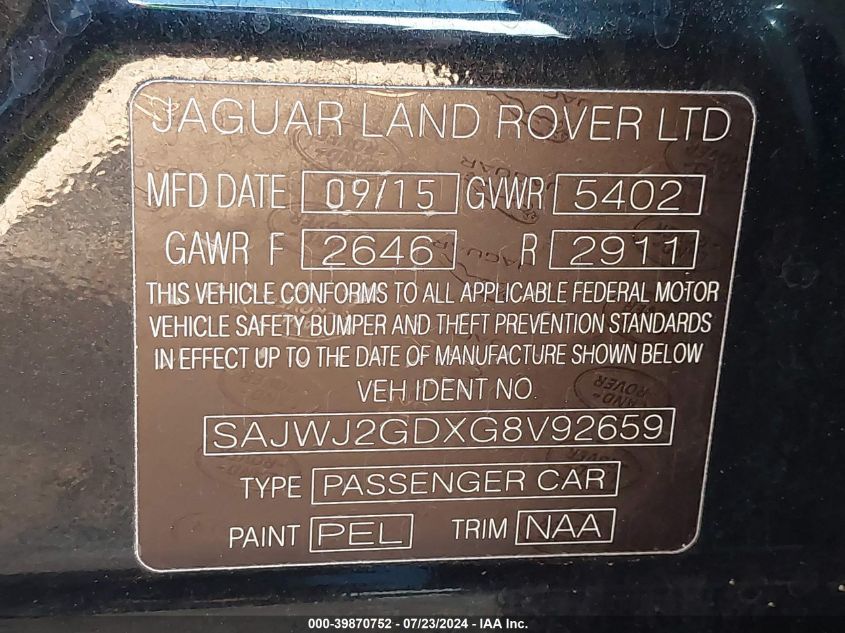 JAGUAR LAND ROVER LTD
MFD DATE 09/15 GVWR 5402
GAWR F 2646 R 2911
THIS VEHICLE CONFORMS TO ALL APPLICABLE FEDERAL MOTOR
VEHICLE SAFETY BUMPER AND THEFT PREVENTION STANDARDS
IN EFFECT UP TO THE DATE OF MANUFACTURE SHOWN BELOW
VEH IDENT NO.
SAJWJ2GDXG8V92659
TYPE PASSENGER CAR
PAINT PEL TRIM NAA
000-39870752 - 07/23/2024 - IAA Inc.